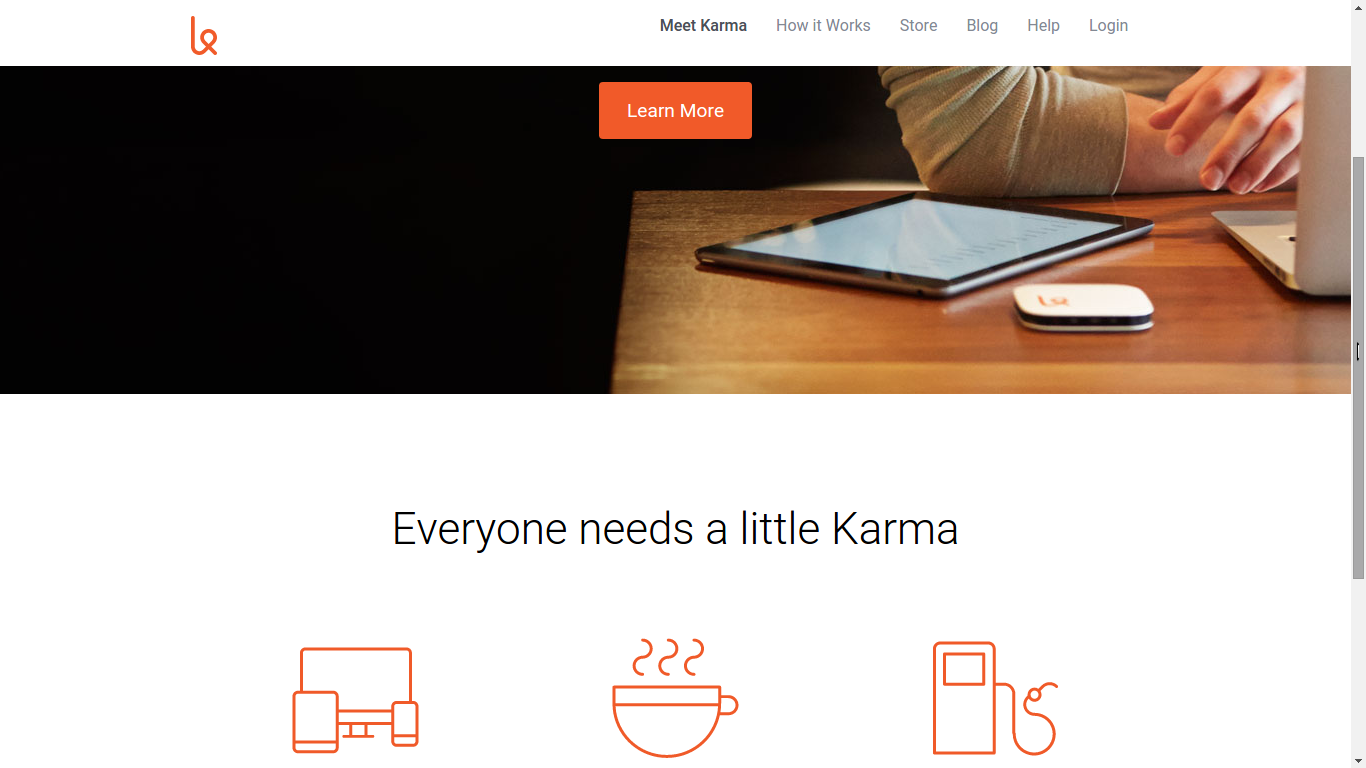 Meet Karma
How it Works
Store
Blog
Help
Login
Learn More
Everyone needs a little Karma